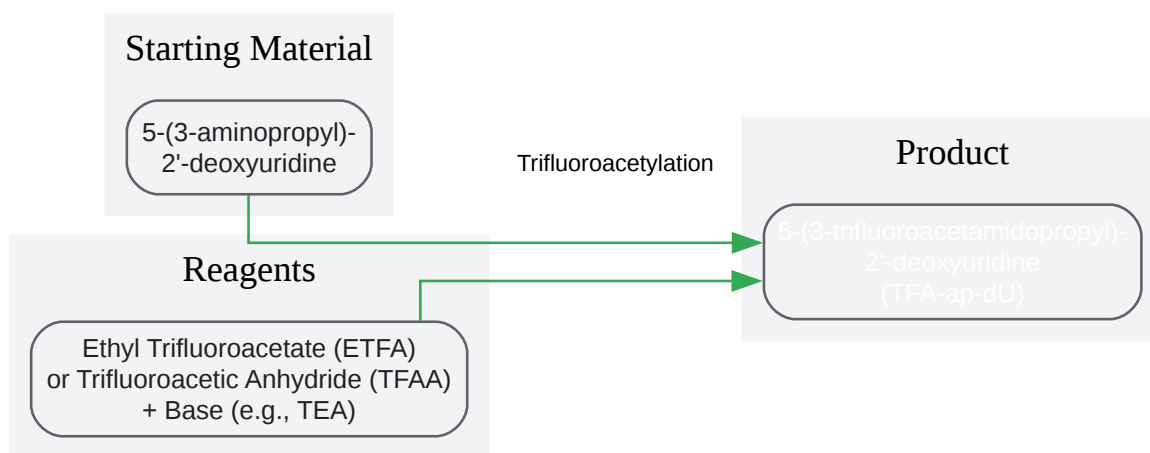 Starting Material
5-(3-aminopropyl)-
2'-deoxyuridine
Trifluoroacetylation
Product
5-(3-trifluoroacetamidopropyl)-
2'-deoxyuridine
(TFA-ap-dU)
Reagents
Ethyl Trifluoroacetate (ETFA)
or Trifluoroacetic Anhydride (TFAA)
+ Base (e.g., TEA)